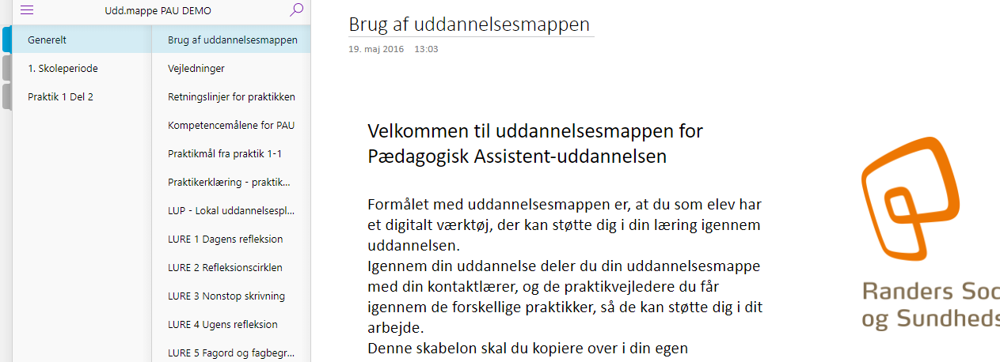 Udd.mappe PAU DEMO
Generelt
1. Skoleperiode
Praktik 1 Del 2
Brug af uddannelsesmappen
Vejledninger
Retningslinjer for praktikken
Kompetencemålene for PAU
Praktikmål fra praktik 1-1
Praktikerklæring - praktik...
LUP - Lokal uddannelsespl...
LURE 1 Dagens refleksion
LURE 2 Refleksionscirklen
LURE 3 Nonstop skrivning
LURE 4 Ugens refleksion
LURE 5 Fagord og fagbegr...
Brug af uddannelsesmappen
19. maj 2016 13:03
Velkommen til uddannelsesmappen for
Pædagogisk Assistent-uddannelsen
Formålet med uddannelsesmappen er, at du som elev har
et digitalt værktøj, der kan støtte dig i din læring igennem
uddannelsen.
Igennem din uddannelse deler du din uddannelsesmappe
med din kontaktlærer, og de praktikvejledere du får
igennem de forskellige praktikker, så de kan støtte dig i dit
arbejde.
Denne skabelon skal du kopiere over i din egen
Randers Soc
og Sundheds